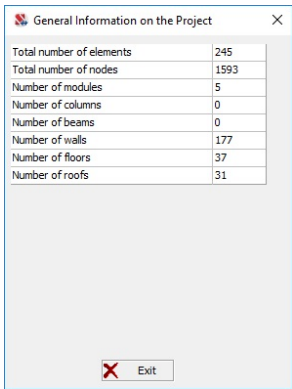 General Information on the Project
Total number of elements 245
Total number of nodes 1593
Number of modules 5
Number of columns 0
Number of beams 0
Number of walls 177
Number of floors 37
Number of roofs 31
Exit